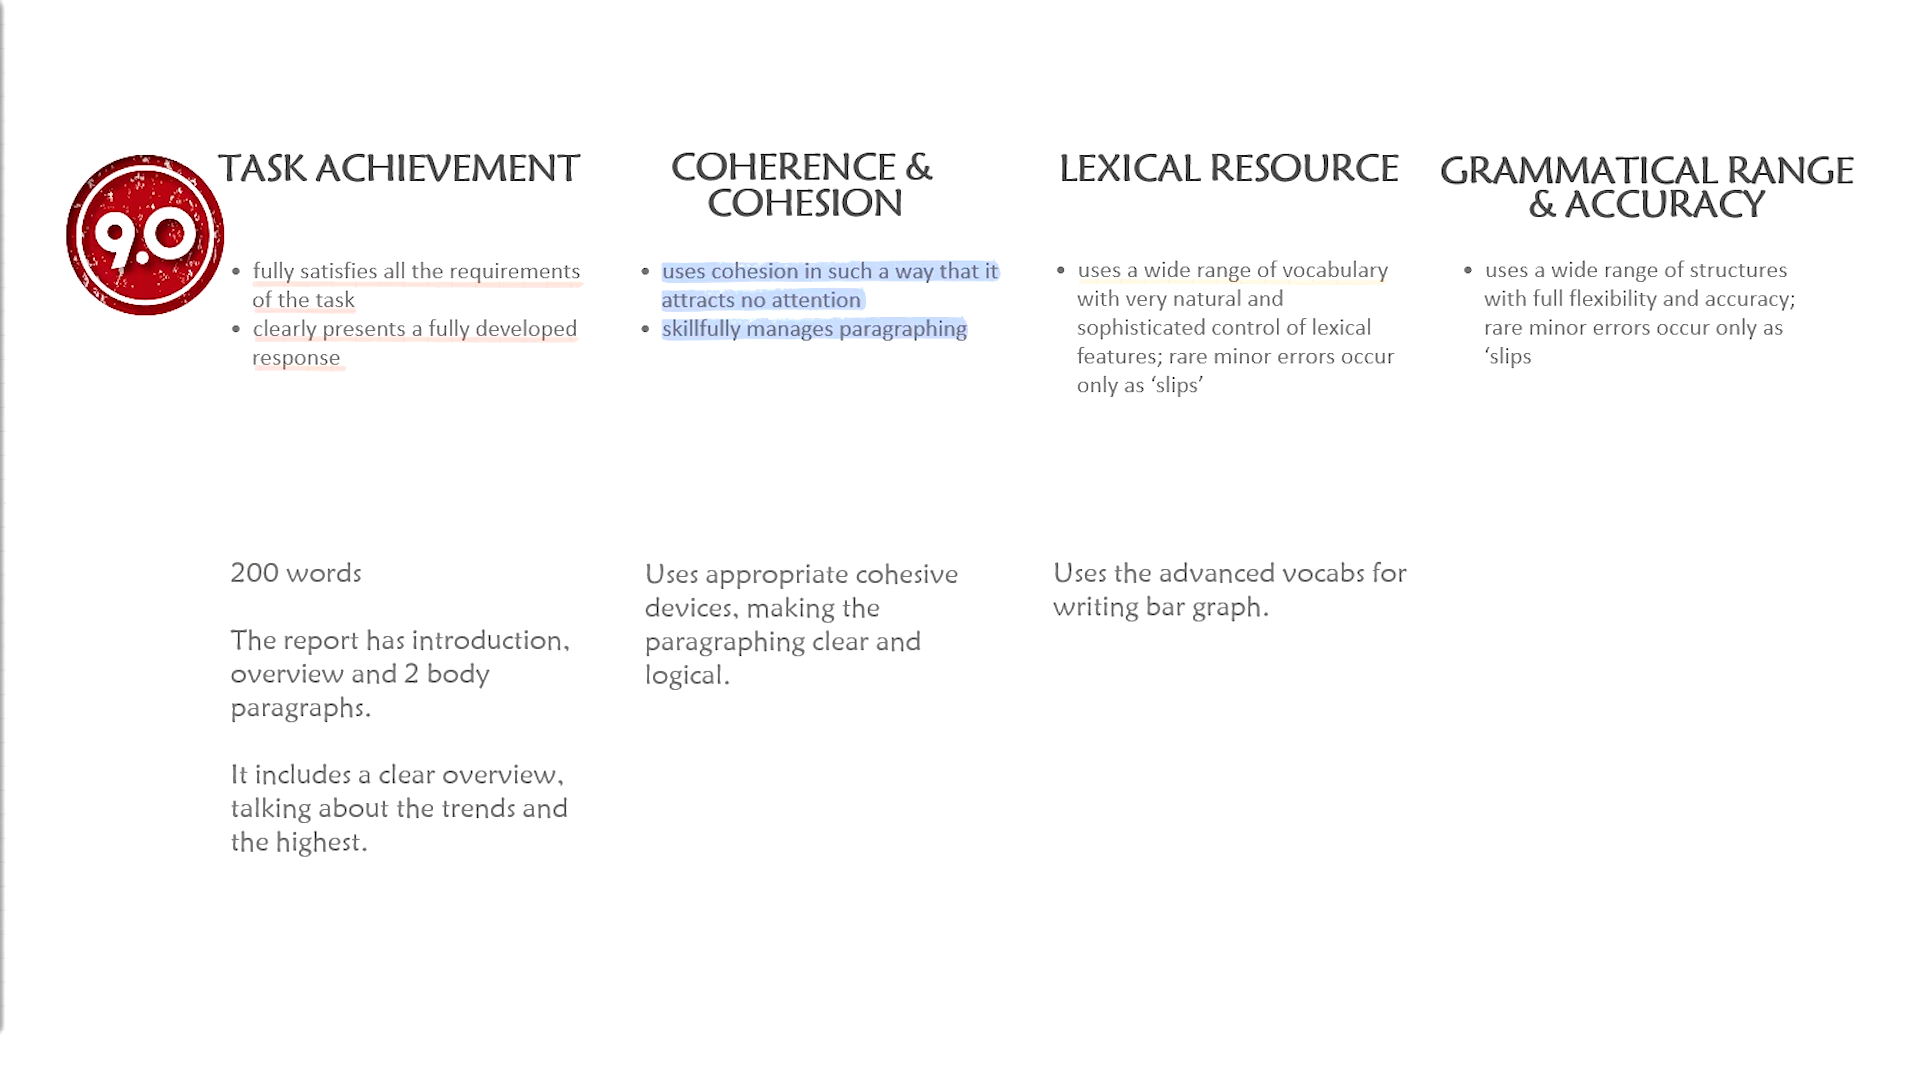 9.0
TASK ACHIEVEMENT
• fully satisfies all the requirements
of the task
• clearly presents a fully developed
response
COHERENCE &
COHESION
• uses cohesion in such a way that it
attracts no attention
• skillfully manages paragraphing
LEXICAL RESOURCE
• uses a wide range of vocabulary
with very natural and
sophisticated control of lexical
features; rare minor errors occur
only as ‘slips’
GRAMMATICAL RANGE
& ACCURACY
• uses a wide range of structures
with full flexibility and accuracy;
rare minor errors occur only as
‘slips
200 words
The report has introduction,
overview and 2 body
paragraphs.
It includes a clear overview,
talking about the trends and
the highest.
Uses appropriate cohesive
devices, making the
paragraphing clear and
logical.
Uses the advanced vocabs for
writing bar graph.